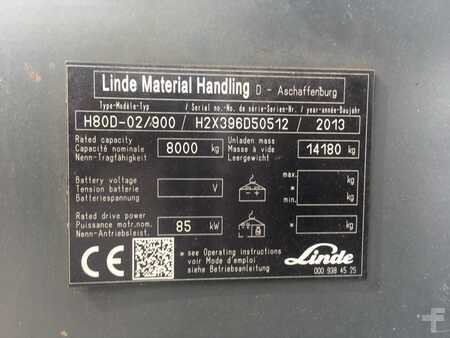 Linde Material Handling D - Aschaffenburg
Type-Modèle-Typ / Serial no.-No. de série-Serien-Nr. / year-année-Baujahr
H80D-02/900 / H2X396D50512 / 2013
Rated capacity
Capacité nominale
Nenn-Tragfähigkeit
8000 kg
Unladen mass
Masse à vide
Leergewicht
14180 kg
Battery voltage
Tension batterie
Batteriespannung
V
max.
*
min.
kg
kg
Rated drive power
Puissance motr.nom.
Nenn-Antriebsleist.
85 kW
* kg
CE
* see Operating instructions
voir Mode d'emploi
siehe Betriebsanleitung
Linde
000 938 45 25